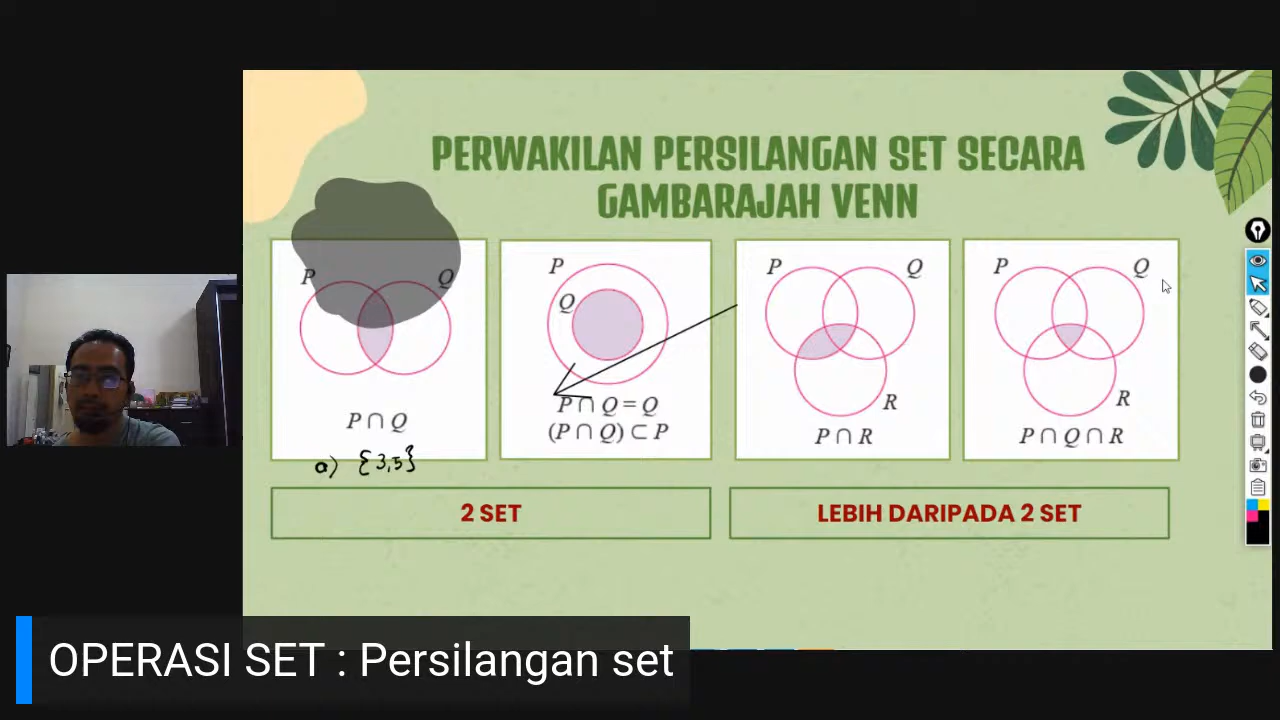 PERWAKILAN PERSILANGAN SET SECARA
GAMBARAJAH VENN
P
Q
P ∩ Q
a) {3,5}
P
Q
P ∩ Q = Q
(P ∩ Q) ⊂ P
P
Q
R
P ∩ R
P
Q
R
P ∩ Q ∩ R
2 SET
LEBIH DARIPADA 2 SET
OPERASI SET : Persilangan set